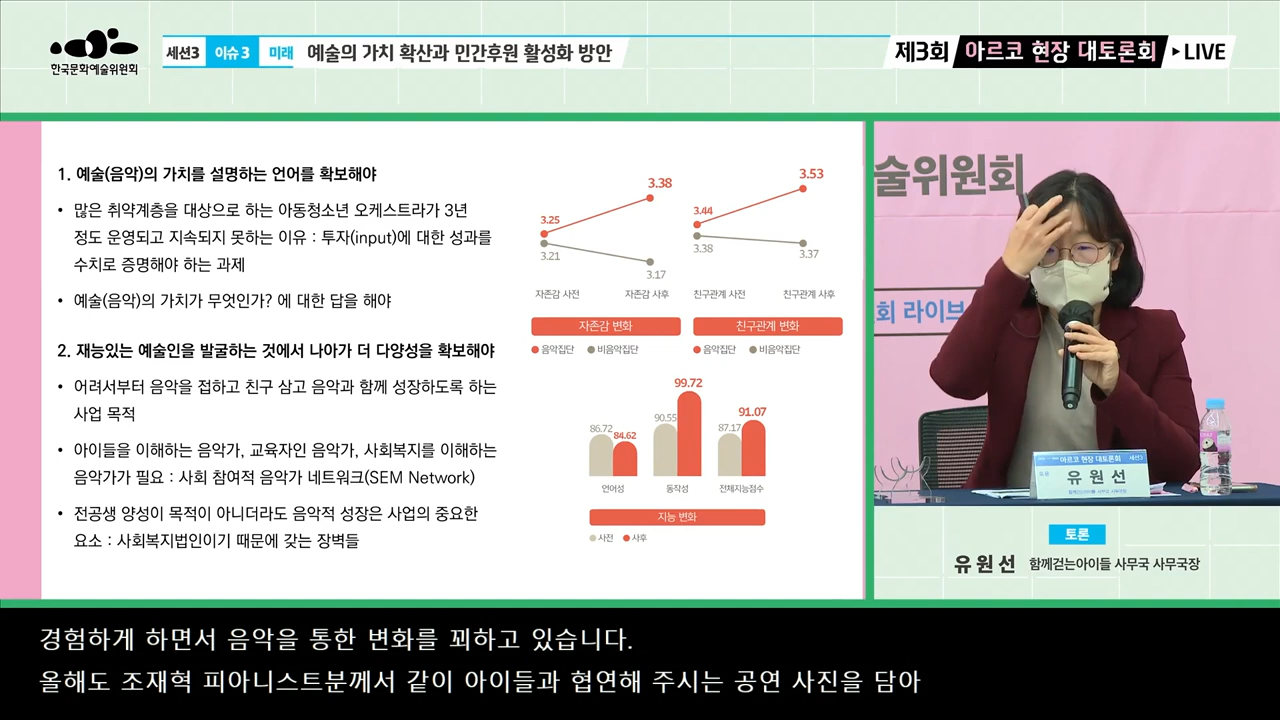 한국문화예술위원회
세션3 이슈 3 미래 예술의 가치 확산과 민간후원 활성화 방안
제3회 아르코 현장 대토론회 ▸ LIVE
1. 예술(음악)의 가치를 설명하는 언어를 확보해야
• 많은 취약계층을 대상으로 하는 아동청소년 오케스트라가 3년
정도 운영되고 지속되지 못하는 이유 : 투자(input)에 대한 성과를
수치로 증명해야 하는 과제
• 예술(음악)의 가치가 무엇인가? 에 대한 답을 해야
2. 재능있는 예술인을 발굴하는 것에서 나아가 더 다양성을 확보해야
• 어려서부터 음악을 접하고 친구 삼고 음악과 함께 성장하도록 하는
사업 목적
• 아이들을 이해하는 음악가, 교육자인 음악가, 사회복지를 이해하는
음악가가 필요 : 사회 참여적 음악가 네트워크(SEM Network)
• 전공생 양성이 목적이 아니더라도 음악적 성장은 사업의 중요한
요소 : 사회복지법인이기 때문에 갖는 장벽들
3.25 3.38
3.21 3.17
자존감 사전 자존감 사후
자존감 변화
음악집단 비음악집단
3.44 3.53
3.38 3.37
친구관계 사전 친구관계 사후
친구관계 변화
음악집단 비음악집단
86.72 84.62 90.55 99.72 87.17 91.07
언어성 동작성 전체지능점수
지능 변화
사전 사후
술위원회
회 라이브
아르코 현장 대토론회 세션3
유 원 선
토론
유 원 선 함께걷는아이들 사무국 사무국장
경험하게 하면서 음악을 통한 변화를 꾀하고 있습니다.
올해도 조재혁 피아니스트분께서 같이 아이들과 협연해 주시는 공연 사진을 담아